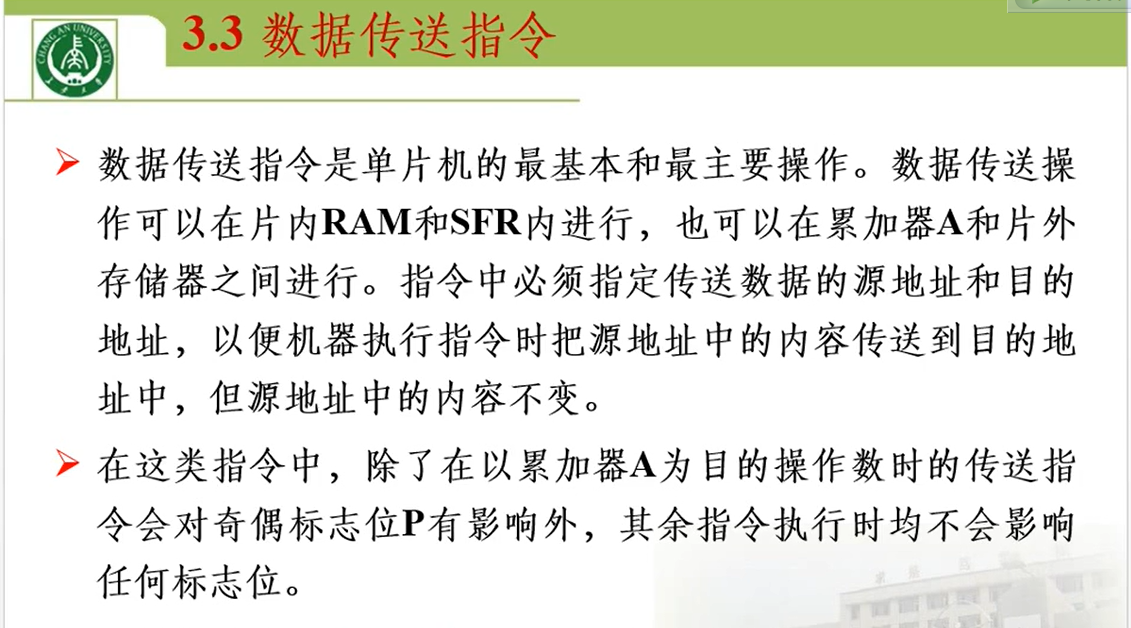 3.3 数据传送指令
CHANG AN UNIVERSITY
数据传送指令是单片机的最基本和最主要操作。数据传送操
作可以在片内RAM和SFR内进行，也可以在累加器A和片外
存储器之间进行。指令中必须指定传送数据的源地址和目的
地址，以便机器执行指令时把源地址中的内容传送到目的地
址中，但源地址中的内容不变。
在这类指令中，除了在以累加器A为目的操作数时的传送指
令会对奇偶标志位P有影响外，其余指令执行时均不会影响
任何标志位。